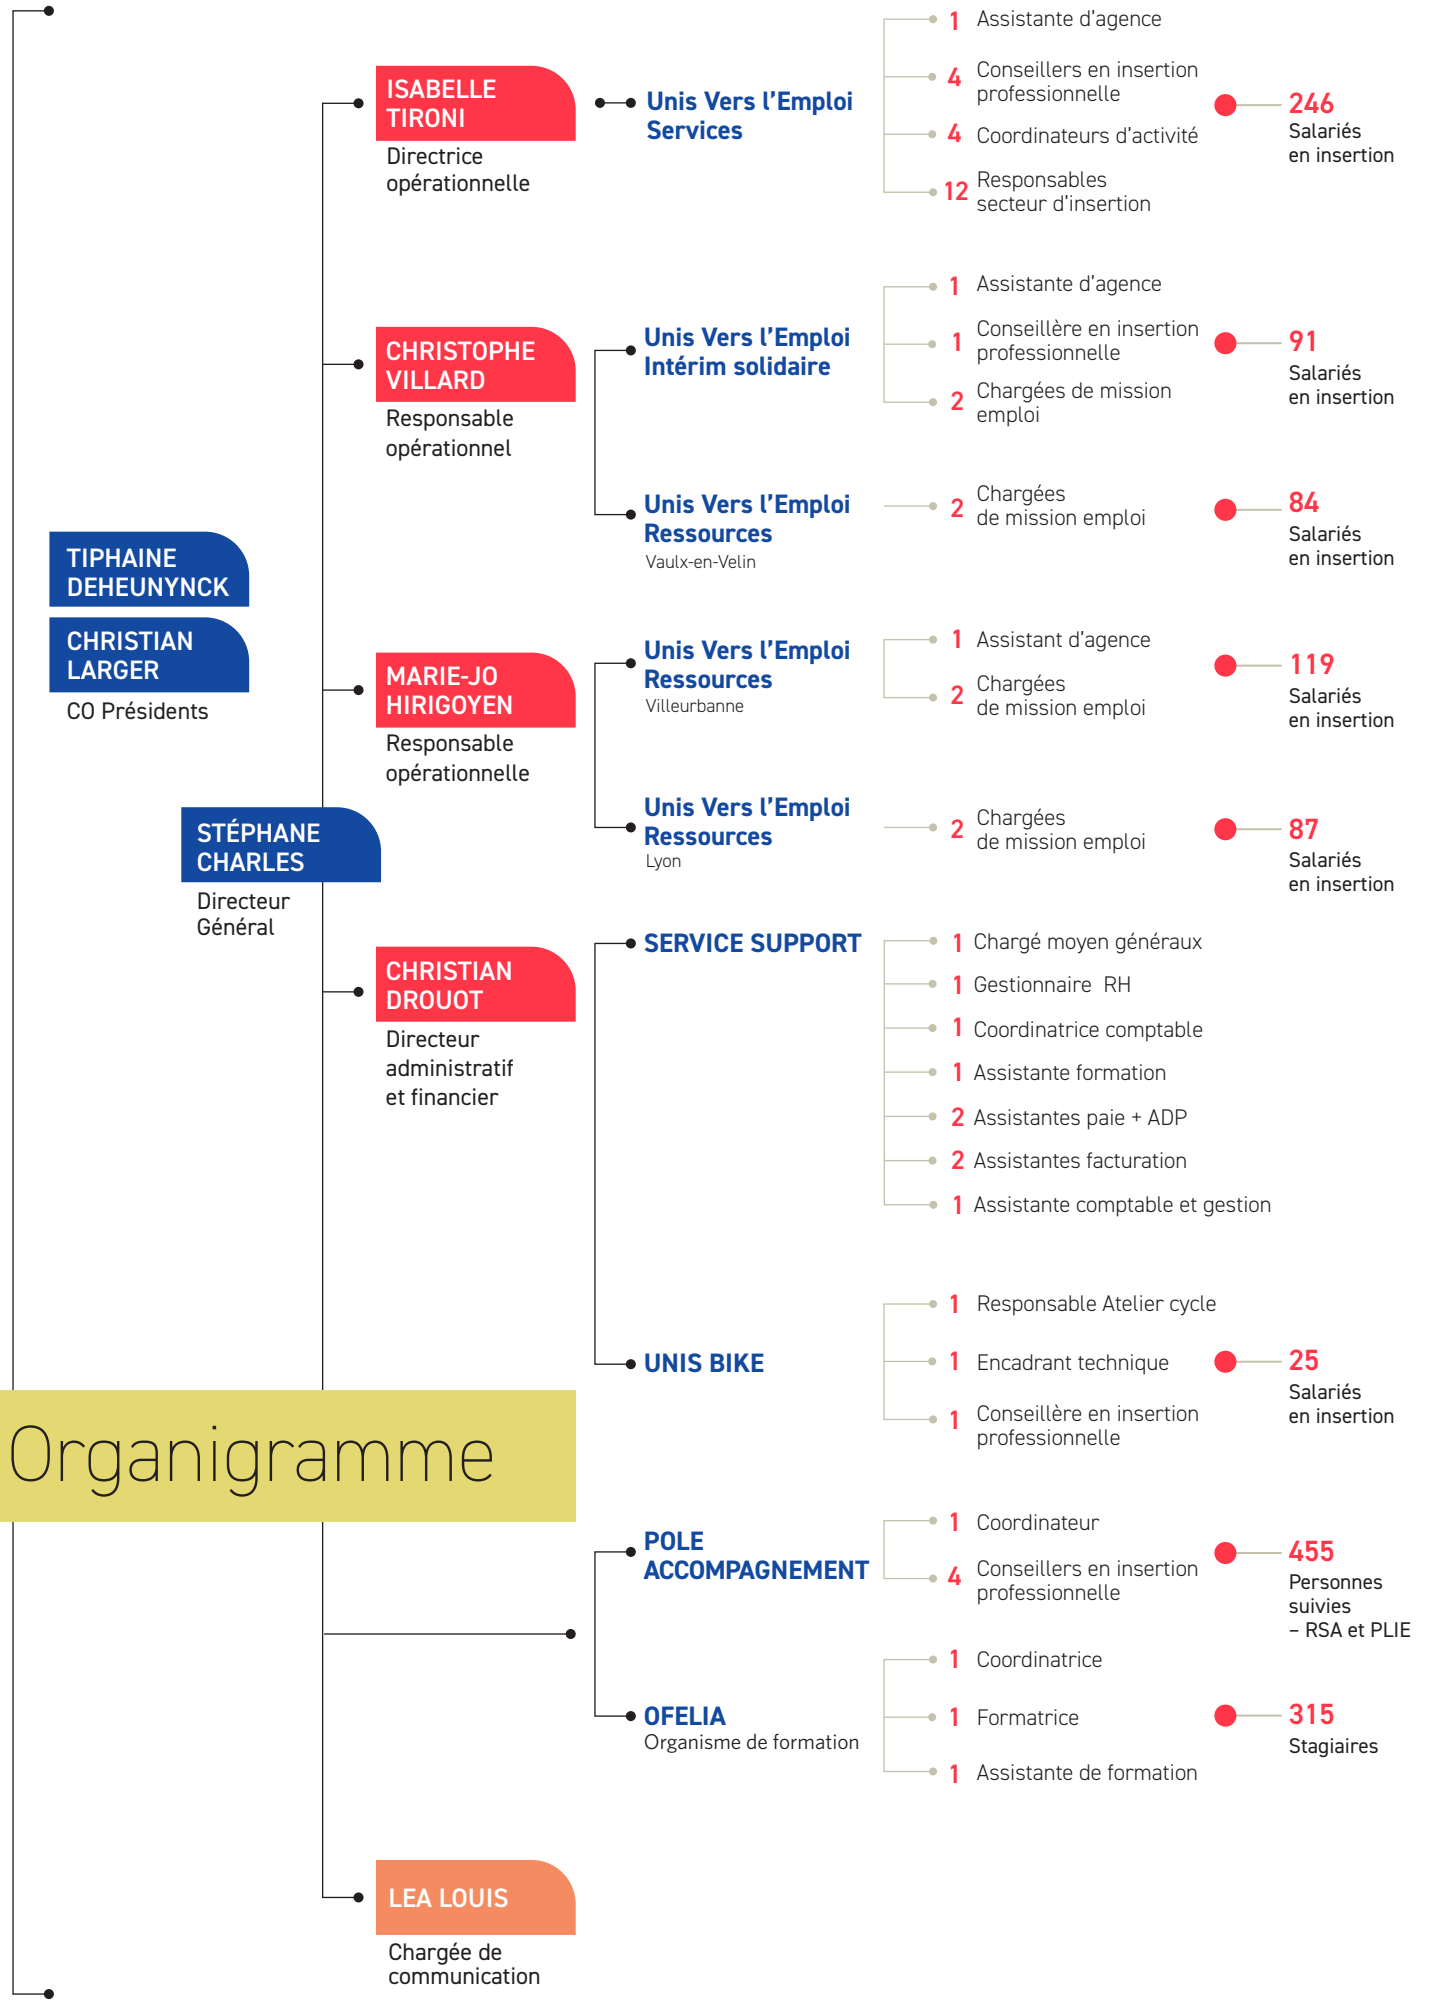 TIPHAINE
DEHEUNYNCK
CHRISTIAN
LARGER
CO Présidents
STÉPHANE
CHARLES
Directeur
Général
ISABELLE
TIRONI
Directrice
opérationnelle
Unis Vers l'Emploi
Services
1 Assistante d'agence
4 Conseillers en insertion
professionnelle
4 Coordinateurs d'activité
12 Responsables
secteur d'insertion
246
Salariés
en insertion
CHRISTOPHE
VILLARD
Responsable
opérationnel
Unis Vers l'Emploi
Intérim solidaire
1 Assistante d'agence
1 Conseillère en insertion
professionnelle
2 Chargées de mission
emploi
91
Salariés
en insertion
Unis Vers l'Emploi
Ressources
Vaulx-en-Velin
2 Chargées
de mission emploi
84
Salariés
en insertion
MARIE-JO
HIRIGOYEN
Responsable
opérationnelle
Unis Vers l'Emploi
Ressources
Villeurbanne
1 Assistant d'agence
2 Chargées
de mission emploi
119
Salariés
en insertion
Unis Vers l'Emploi
Ressources
Lyon
2 Chargées
de mission emploi
87
Salariés
en insertion
CHRISTIAN
DROUOT
Directeur
administratif
et financier
SERVICE SUPPORT
1 Chargé moyen généraux
1 Gestionnaire RH
1 Coordinatrice comptable
1 Assistante formation
2 Assistantes paie + ADP
2 Assistantes facturation
1 Assistante comptable et gestion
UNIS BIKE
1 Responsable Atelier cycle
1 Encadrant technique
1 Conseillère en insertion
professionnelle
25
Salariés
en insertion
Organigramme
POLE
ACCOMPAGNEMENT
1 Coordinateur
4 Conseillers en insertion
professionnelle
455
Personnes
suivies
– RSA et PLIE
OFELIA
Organisme de formation
1 Coordinatrice
1 Formatrice
1 Assistante de formation
315
Stagiaires
LEA LOUIS
Chargée de
communication